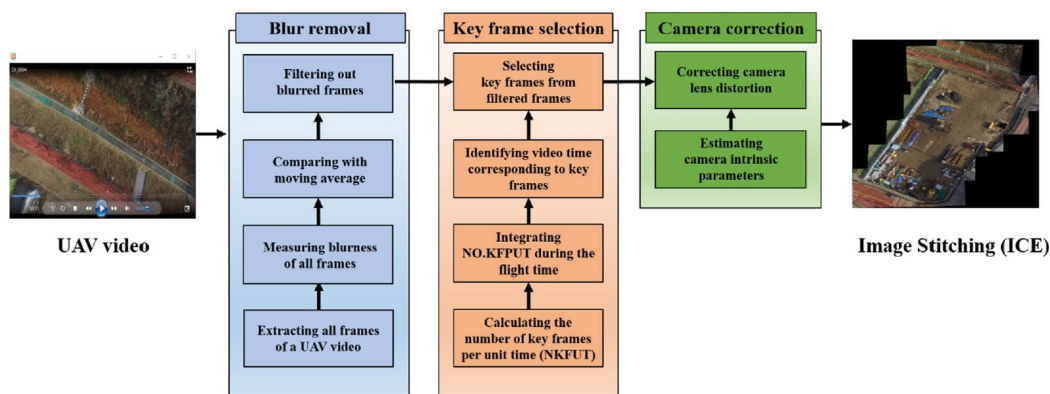 Blur removal
Filtering out
blurred frames
Comparing with
moving average
Measuring blurness
of all frames
Extracting all frames
of a UAV video
Key frame selection
Selecting
key frames from
filtered frames
Identifying video time
corresponding to key
frames
Integrating
NO.KFPUT during the
flight time
Calculating the
number of key frames
per unit time (NKFUT)
Camera correction
Correcting camera
lens distortion
Estimating
camera intrinsic
parameters
UAV video
Image Stitching (ICE)